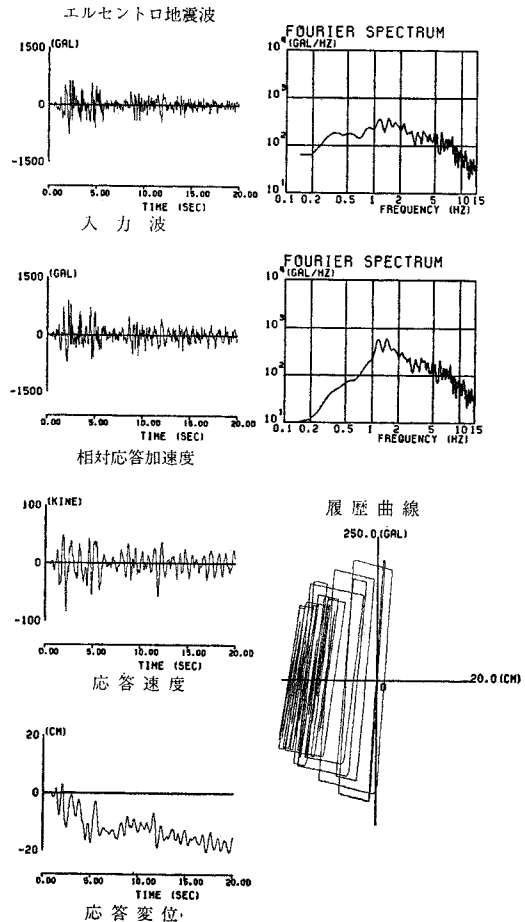 エルセントロ地震波
1500 (GAL)
0
-1500
0.00 5.00 10.00 15.00 20.00
TIME (SEC)
入力波
FOURIER SPECTRUM
10⁴ (GAL/HZ)
10³
10²
10¹
0.1 0.2 0.5 1 2 5 10 15
FREQUENCY (HZ)
1500 (GAL)
0
-1500
0.00 5.00 10.00 15.00 20.00
TIME (SEC)
相対応答加速度
FOURIER SPECTRUM
10⁴ (GAL/HZ)
10³
10²
10¹
0.1 0.2 0.5 1 2 5 10 15
FREQUENCY (HZ)
100 (KINE)
0
-100
0.00 5.00 10.00 15.00 20.00
TIME (SEC)
応答速度
履歴曲線
250.0 (GAL)
20.0 (CM)
0
20 (CM)
0
-20
0.00 5.00 10.00 15.00 20.00
TIME (SEC)
応答変位